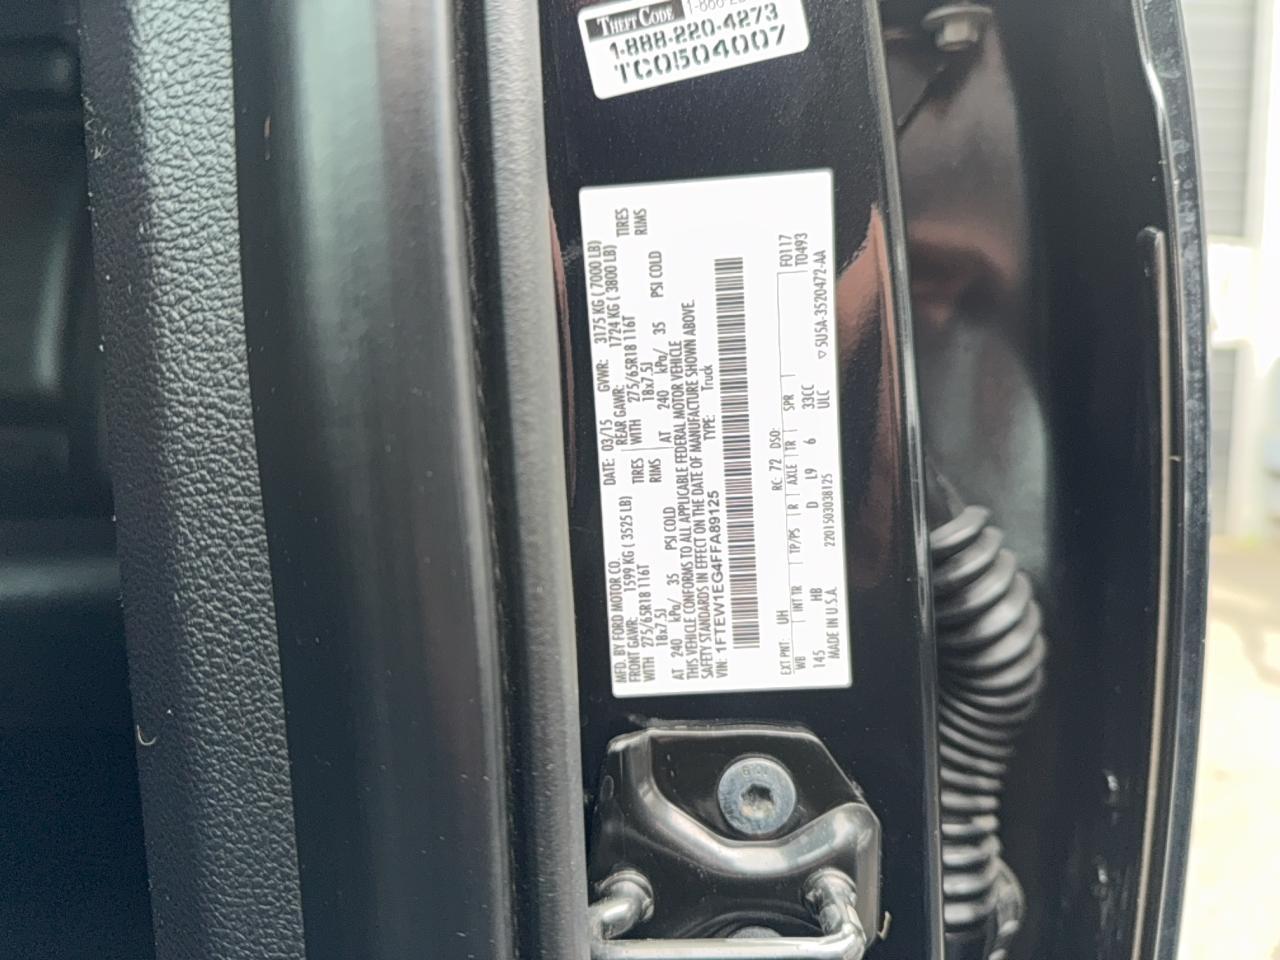 THEFT CODE
1-888-220-4273
TC0504007
MFD. BY FORD MOTOR CO.
DATE: 03/15 GVWR: 3175 KG ( 7000 LB)
FRONT GAWR: 1599 KG ( 3525 LB)
REAR GAWR: 1724 KG ( 3800 LB)
WITH 275/65R18 116T TIRES
WITH 275/65R18 116T TIRES
18x7.5J RIMS
18x7.5J RIMS
AT 240 kPa/ 35 PSI COLD
AT 240 kPa/ 35 PSI COLD
THIS VEHICLE CONFORMS TO ALL APPLICABLE FEDERAL MOTOR VEHICLE
SAFETY STANDARDS IN EFFECT ON THE DATE OF MANUFACTURE SHOWN ABOVE.
VIN: 1FTEW1EG4FFA89125 TYPE: Truck
EXT PNT: UH RC: 72 DSO: F0117
WB INT TR TP/PS R AXLE TR SPR T0493
145 HB D L9 6 33CC
MADE IN U.S.A. 2201503038125 ULC ▽5U5A-3520472-AA